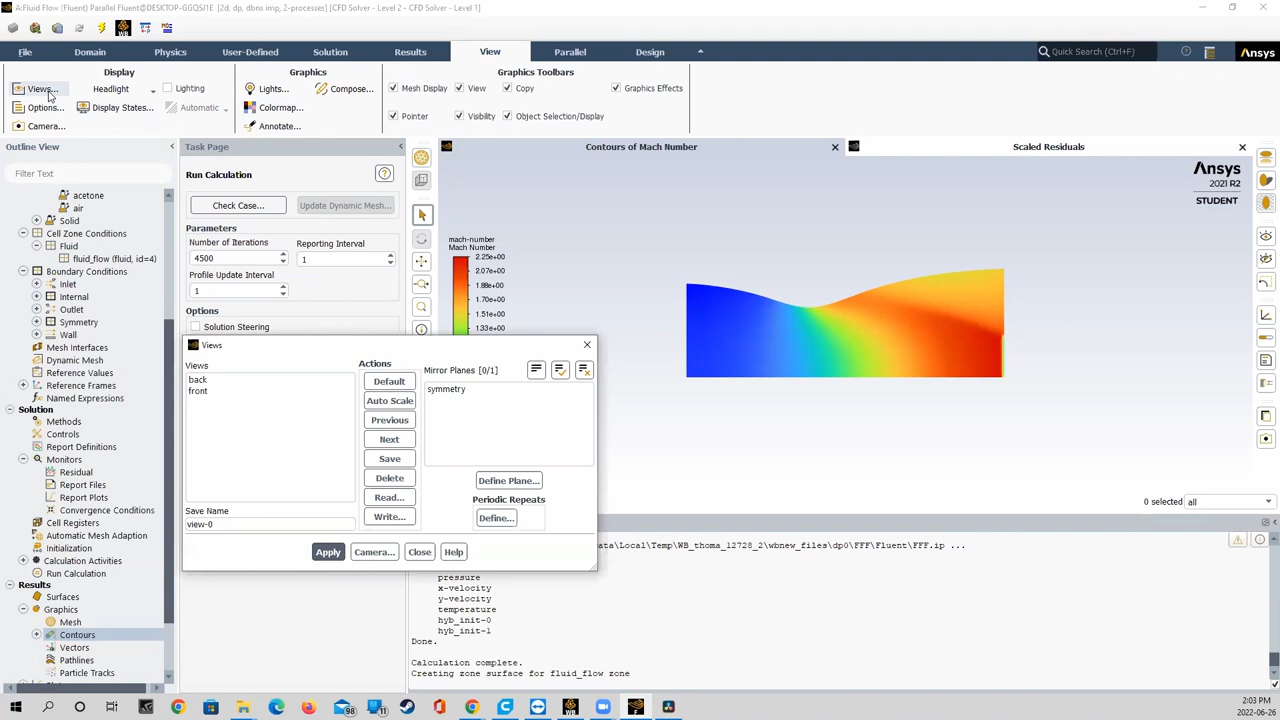 A:Fluid Flow (Fluent) Parallel Fluent@DESKTOP-GGQSJ1E [2d, dp, dbns imp, 2-processes] [CFD Solver - Level 2 - CFD Solver - Level 1]
File Domain Physics User-Defined Solution Results View Parallel Design Quick Search (Ctrl+F) Ansys
Display Graphics Graphics Toolbars
Views... Headlight Lighting Lights... Compose... Mesh Display View Copy Graphics Effects
Options... Display States... Automatic Colormap...
Camera... Annotate... Pointer Visibility Object Selection/Display
Outline View
Filter Text
acetone
air
Solid
Cell Zone Conditions
Fluid
fluid_flow (fluid, id=4)
Boundary Conditions
Inlet
Internal
Outlet
Symmetry
Wall
Mesh Interfaces
Dynamic Mesh
Reference Values
Reference Frames
Named Expressions
Solution
Methods
Controls
Report Definitions
Monitors
Residual
Report Files
Report Plots
Convergence Conditions
Cell Registers
Automatic Mesh Adaption
Initialization
Calculation Activities
Run Calculation
Results
Surfaces
Graphics
Mesh
Contours
Vectors
Pathlines
Particle Tracks
Task Page
Run Calculation
Check Case... Update Dynamic Mesh...
Parameters
Number of Iterations Reporting Interval
4500 1
Profile Update Interval
1
Options
Solution Steering
Views
Views Actions Mirror Planes [0/1]
back
front
symmetry
Default
Auto Scale
Previous
Next
Save
Delete
Read...
Write...
Define Plane...
Periodic Repeats
Define...
Save Name
view-0
Apply Camera... Close Help
Contours of Mach Number Scaled Residuals
Ansys
2021 R2
STUDENT
mach-number
Mach Number
2.25e+00
2.07e+00
1.88e+00
1.70e+00
1.51e+00
1.33e+00
0 selected all
ata\Local\Temp\WB_thoma_12728_2\wbnew_files\dp0\FFF\Fluent\FFF.ip ...
pressure
x-velocity
y-velocity
temperature
hyb_init-0
hyb_init-1
Done.
Calculation complete.
Creating zone surface for fluid_flow zone
98 11
2:03 PM
2022-06-26